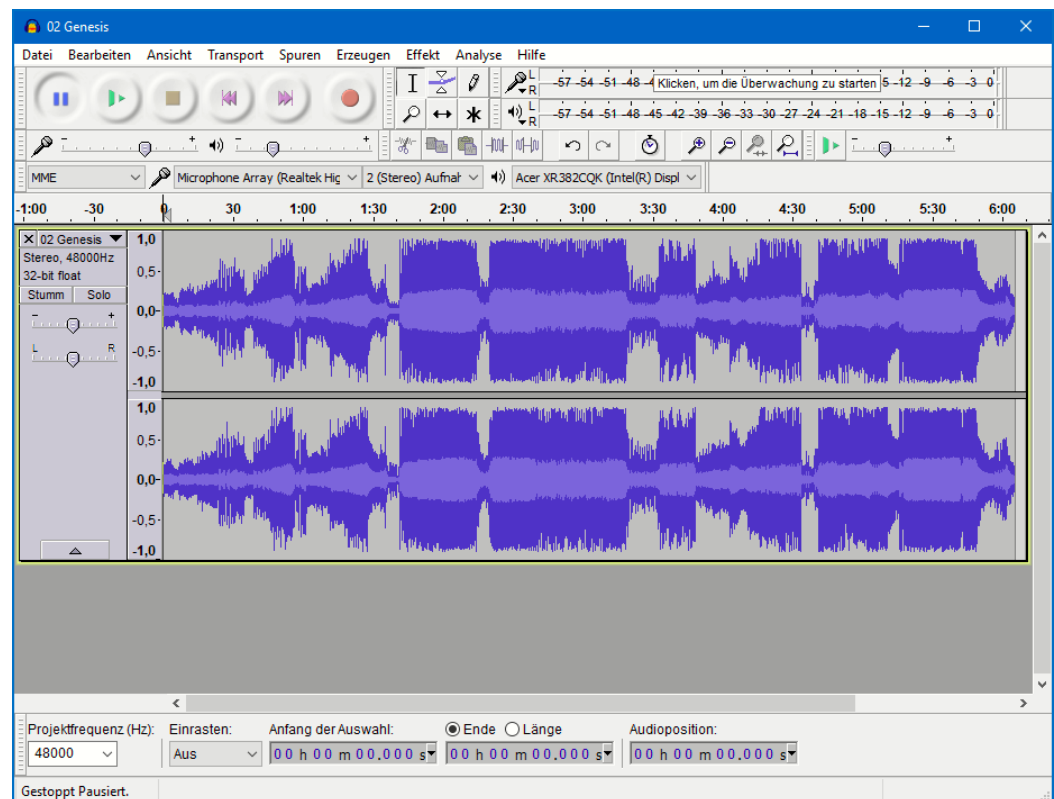 02 Genesis
Datei Bearbeiten Ansicht Transport Spuren Erzeugen Effekt Analyse Hilfe
L R -57 -54 -51 -48 -4 Klicken, um die Überwachung zu starten 5 -12 -9 -6 -3 0
L R -57 -54 -51 -48 -45 -42 -39 -36 -33 -30 -27 -24 -21 -18 -15 -12 -9 -6 -3 0
- + - + - +
MME Microphone Array (Realtek Hig 2 (Stereo) Aufnah Acer XR382CQK (Intel(R) Displ
-1:00 -30 0 30 1:00 1:30 2:00 2:30 3:00 3:30 4:00 4:30 5:00 5:30 6:00
X 02 Genesis 1,0
Stereo, 48000Hz
32-bit float 0,5-
Stumm Solo
- + 0,0-
L R -0,5-
-1,0
1,0
0,5-
0,0-
-0,5-
-1,0
Projektfrequenz (Hz): Einrasten: Anfang der Auswahl: Ende Länge Audioposition:
48000 Aus 00 h 00 m 00.000 s 00 h 00 m 00.000 s 00 h 00 m 00.000 s
Gestoppt Pausiert.